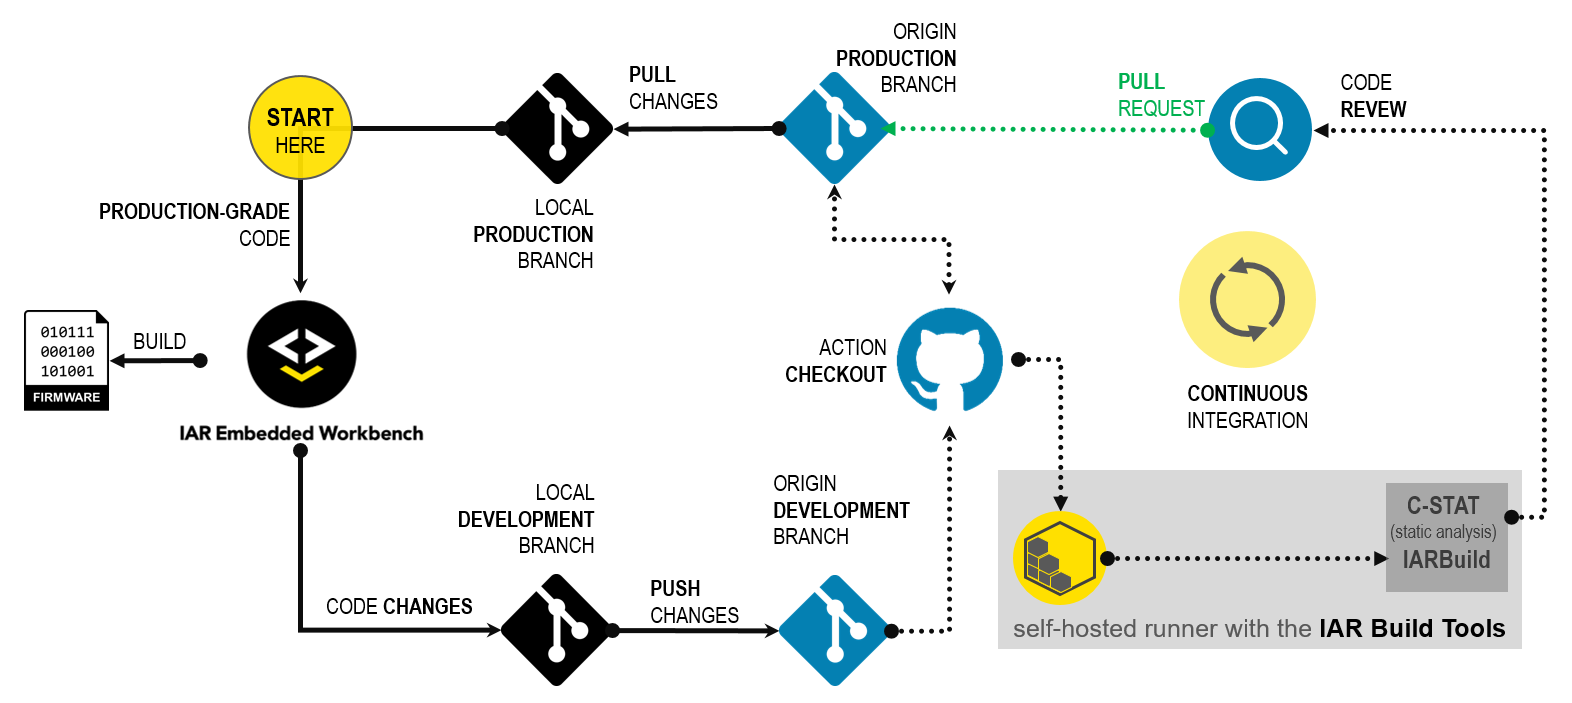 ORIGIN
PRODUCTION
BRANCH
PULL
CHANGES
PULL
REQUEST
CODE
REVEW
START
HERE
PRODUCTION-GRADE
CODE
LOCAL
PRODUCTION
BRANCH
010111
000100
101001
FIRMWARE
BUILD
IAR Embedded Workbench
ACTION
CHECKOUT
CONTINUOUS
INTEGRATION
LOCAL
DEVELOPMENT
BRANCH
ORIGIN
DEVELOPMENT
BRANCH
CODE CHANGES
PUSH
CHANGES
C-STAT
(static analysis)
IARBuild
self-hosted runner with the IAR Build Tools